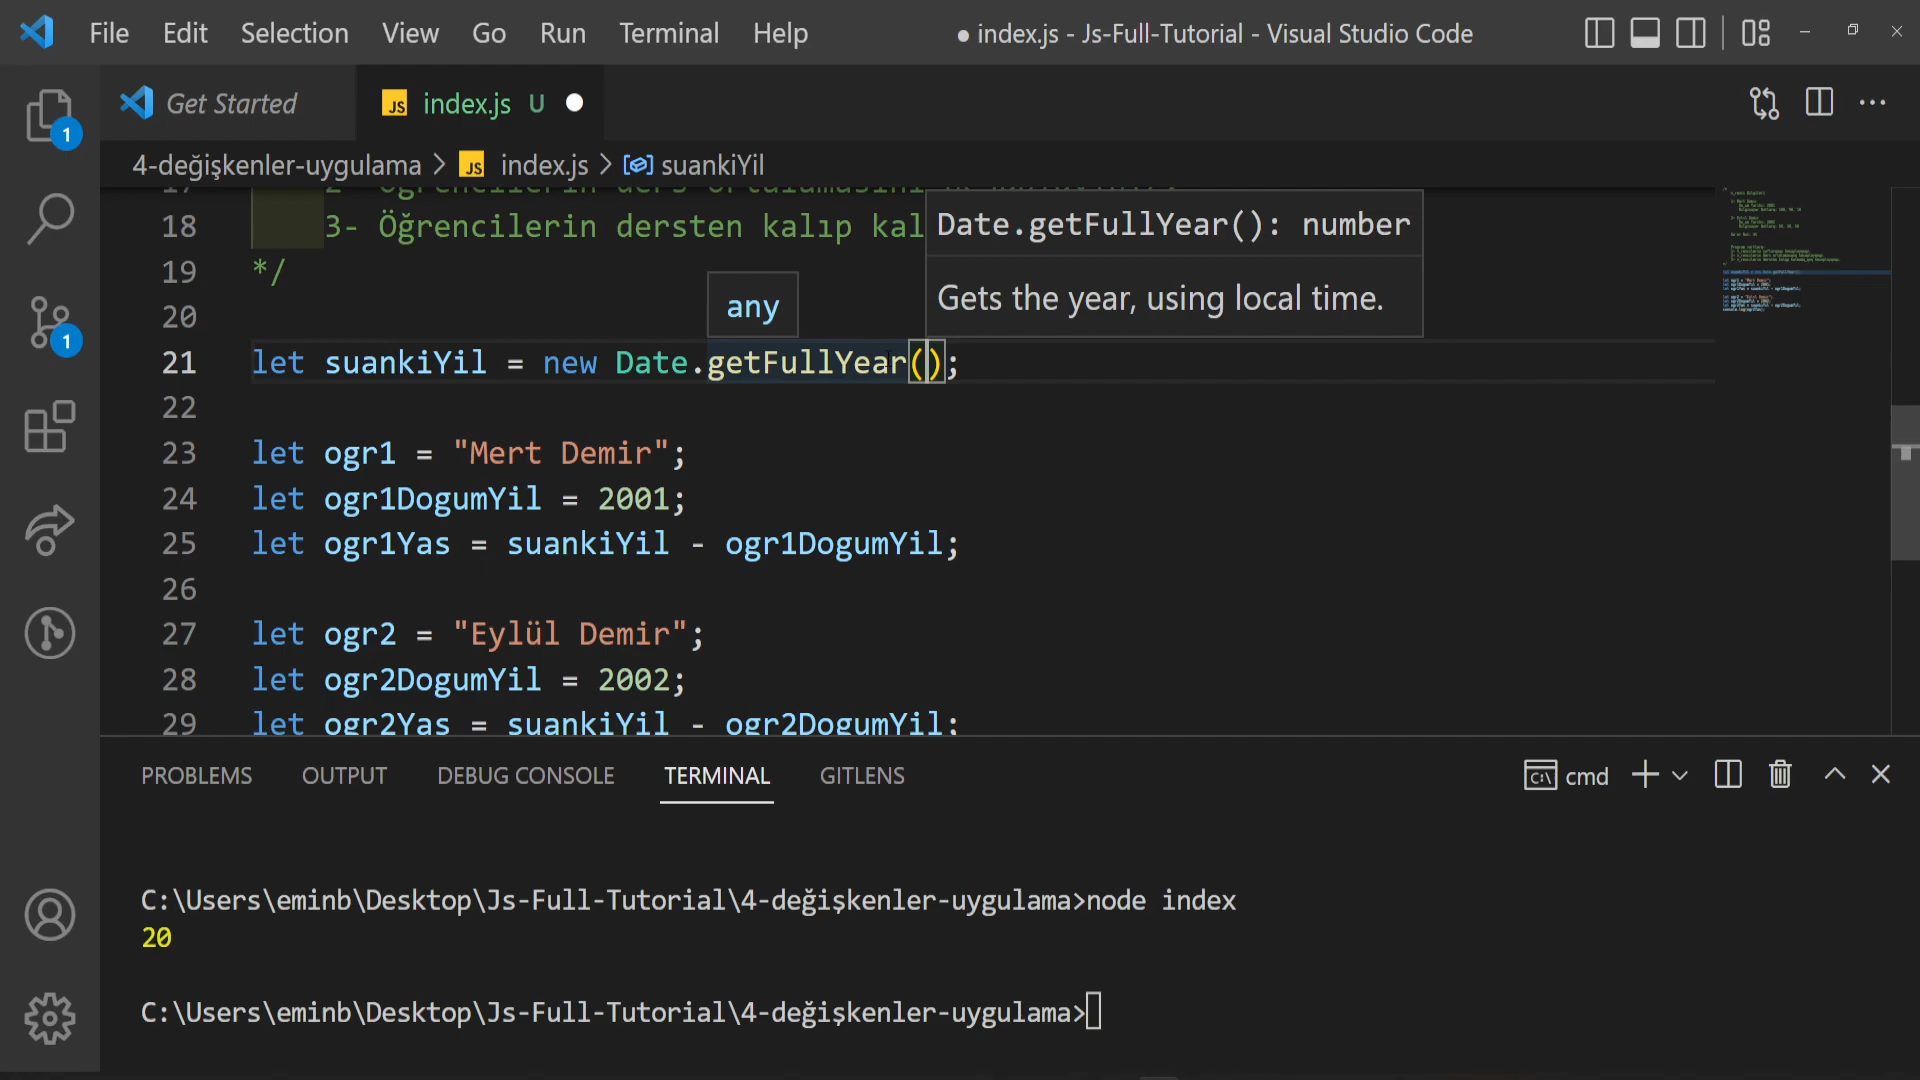 File Edit Selection View Go Run Terminal Help
● index.js - Js-Full-Tutorial - Visual Studio Code
Get Started
JS index.js U
4-değişkenler-uygulama > JS index.js > suankiYil
18 3- Öğrencilerin dersten kalıp kal
19 */
20
21 let suankiYil = new Date.getFullYear();
22
23 let ogr1 = "Mert Demir";
24 let ogr1DogumYil = 2001;
25 let ogr1Yas = suankiYil - ogr1DogumYil;
26
27 let ogr2 = "Eylül Demir";
28 let ogr2DogumYil = 2002;
29 let ogr2Yas = suankiYil - ogr2DogumYil;
Date.getFullYear(): number
Gets the year, using local time.
any
1
1
PROBLEMS OUTPUT DEBUG CONSOLE TERMINAL GITLENS
cmd
C:\Users\eminb\Desktop\Js-Full-Tutorial\4-değişkenler-uygulama>node index
20
C:\Users\eminb\Desktop\Js-Full-Tutorial\4-değişkenler-uygulama>